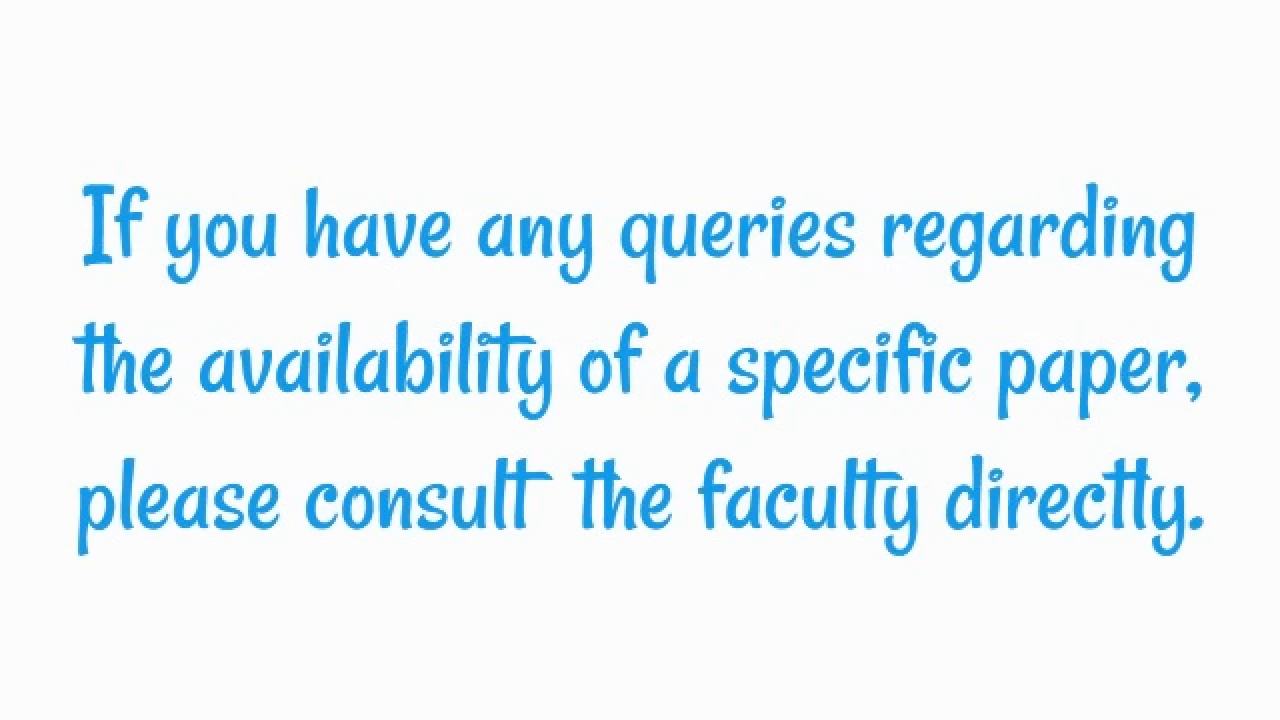 If you have any queries regarding
the availability of a specific paper,
please consult the faculty directly.